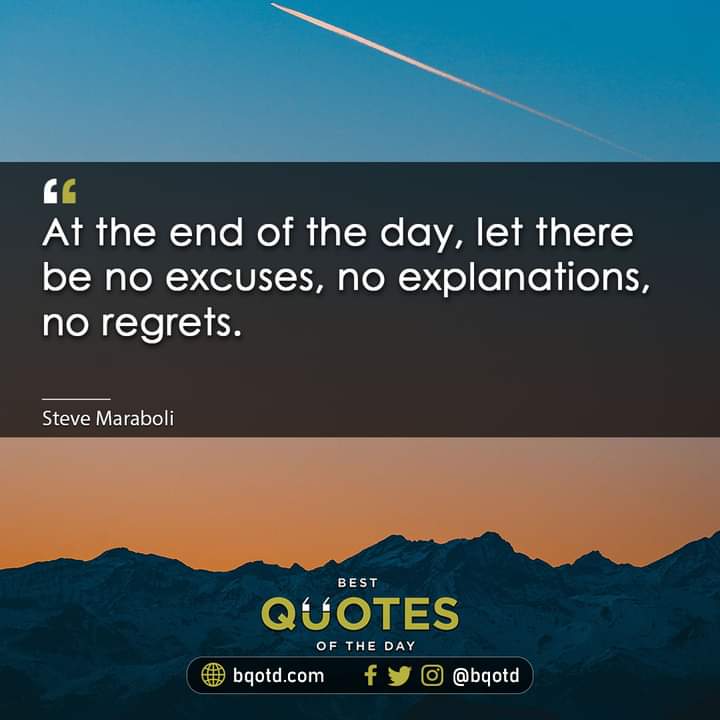 At the end of the day, let there
be no excuses, no explanations,
no regrets.
Steve Maraboli
BEST
QUOTES
OF THE DAY
bqotd.com @bqotd